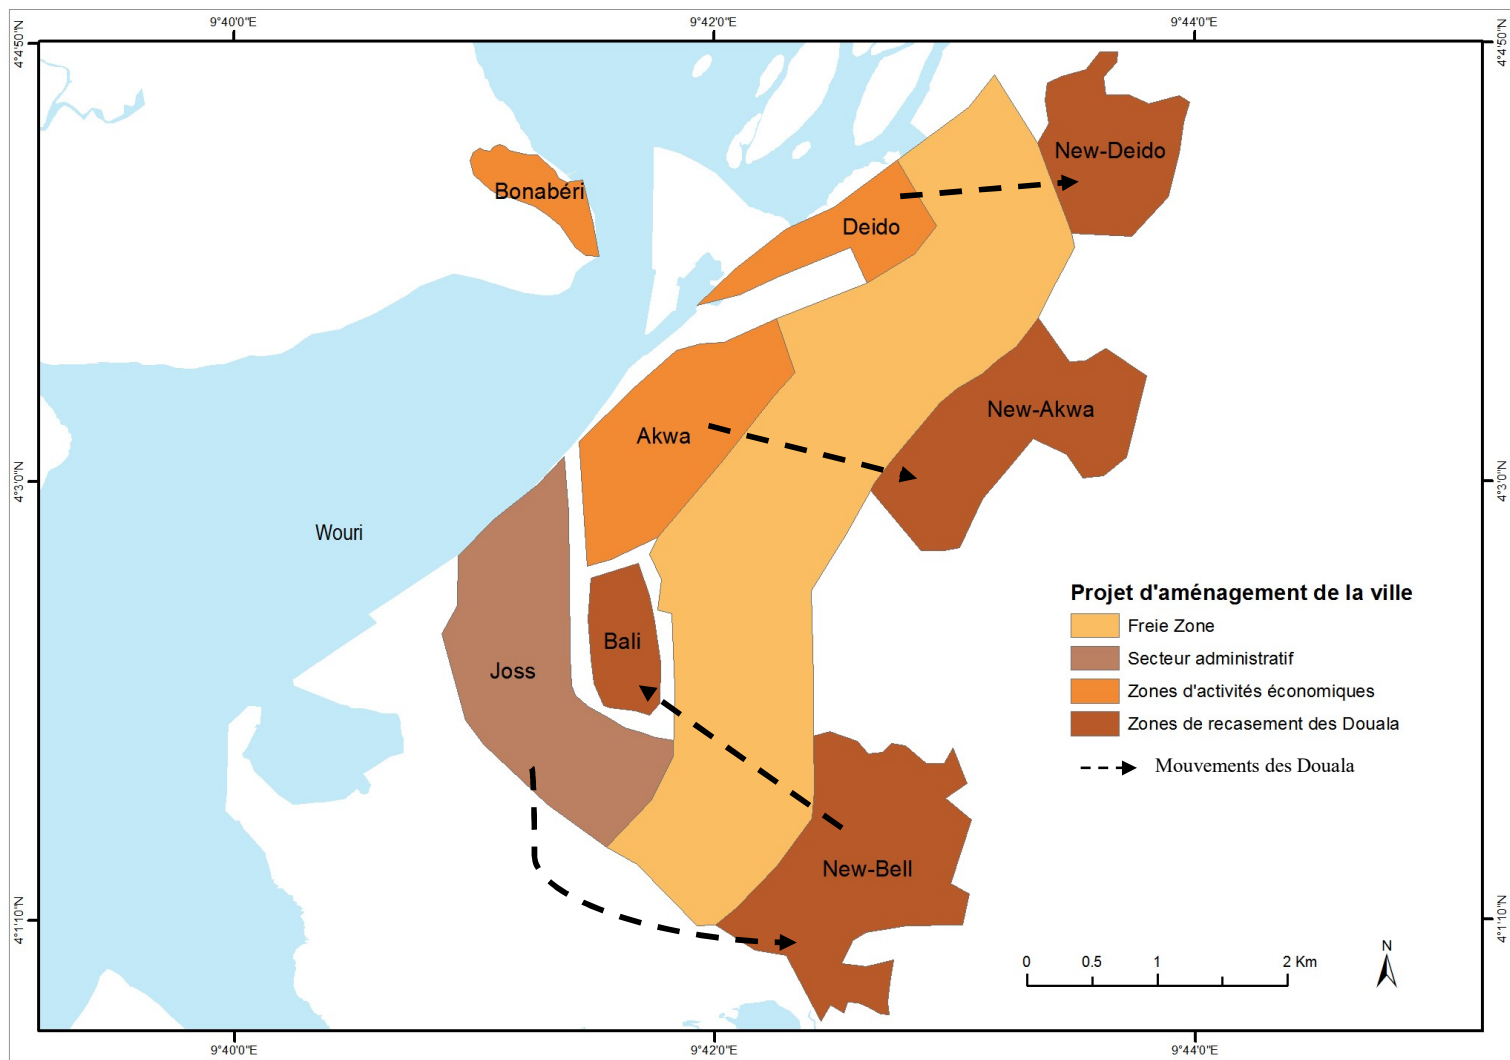 9°40'0"E
9°42'0"E
9°44'0"E
4°4'50"N
4°4'50"N
New-Deido
Bonabéri
Deido
New-Akwa
Akwa
4°3'0"N
4°3'0"N
Wouri
Projet d'aménagement de la ville
Freie Zone
Bali
Secteur administratif
Joss
Zones d'activités économiques
Zones de recasement des Douala
Mouvements des Douala
New-Bell
4°1'10"N
4°1'10"N
N
0 0.5 1 2 Km
9°40'0"E
9°42'0"E
9°44'0"E